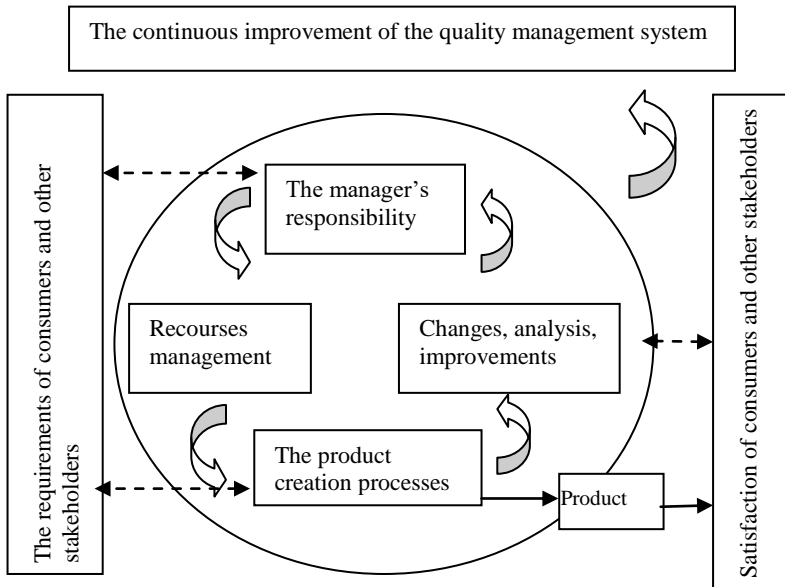 The continuous improvement of the quality management system
The requirements of consumers and other
stakeholders
The manager's
responsibility
Recourses
management
Changes, analysis,
improvements
The product
creation processes
Product
Satisfaction of consumers and other stakeholders